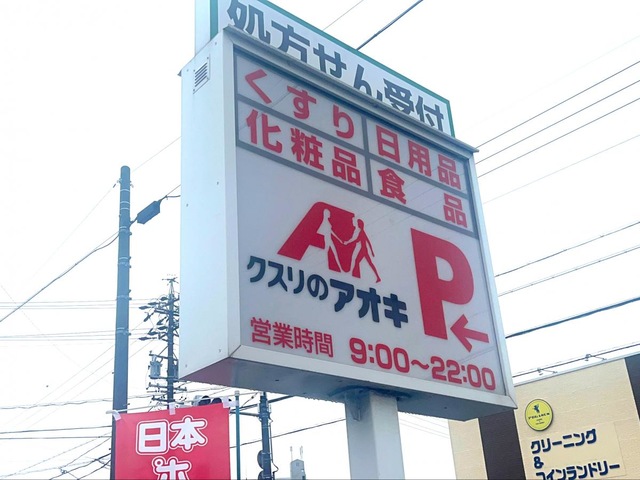 処方せん受付
くすり 日用品
化粧品 食品
クスリのアオキ
P
営業時間 9:00~22:00
日本
クリーニング
&
コインランドリー